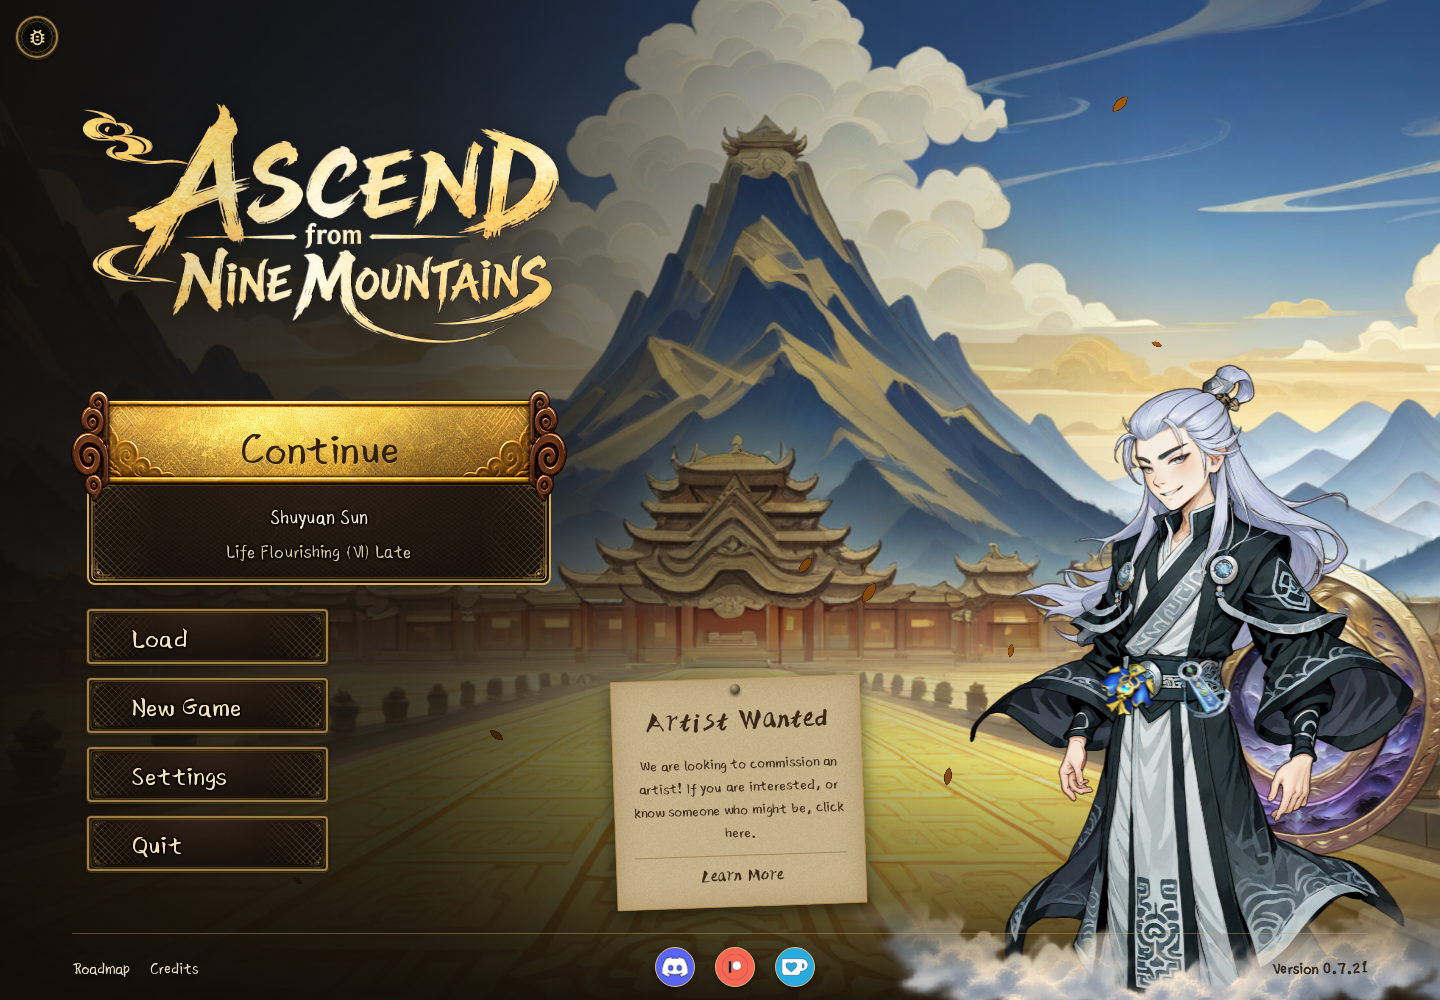 ASCEND
from
NINE MOUNTAINS
Continue
Shuyuan Sun
Life Flourishing (VI) Late
Load
New Game
Settings
Quit
Artist Wanted
We are looking to commission an
artist! If you are interested, or
know someone who might be, click
here.
Learn More
Roadmap
Credits
Version 0.7.21